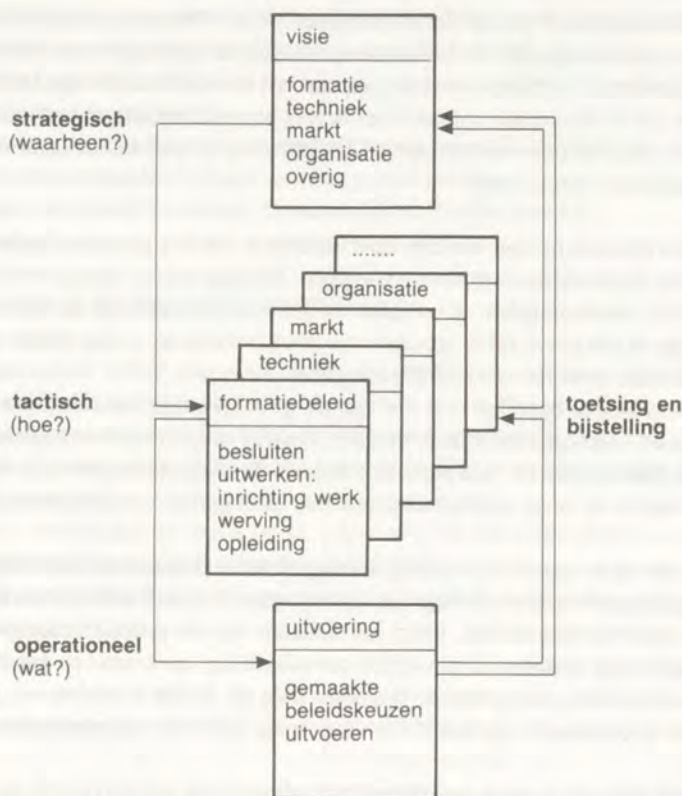 visie
formatie
techniek
markt
organisatie
overig
strategisch
(waarheen?)
.......
organisatie
markt
techniek
formatiebeleid
besluiten
uitwerken:
inrichting werk
werving
opleiding
tactisch
(hoe?)
toetsing en
bijstelling
uitvoering
gemaakte
beleidskeuzen
uitvoeren
operationeel
(wat?)